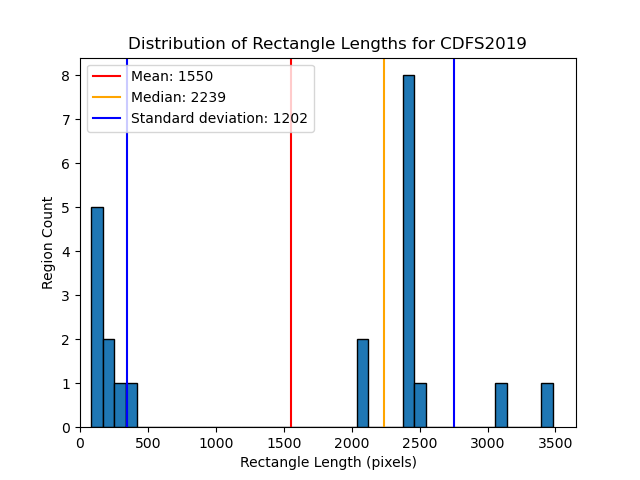 Distribution of Rectangle Lengths for CDFS2019
Mean: 1550
Median: 2239
Standard deviation: 1202
8
7
6
5
4
3
2
1
0
Region Count
0 500 1000 1500 2000 2500 3000 3500
Rectangle Length (pixels)